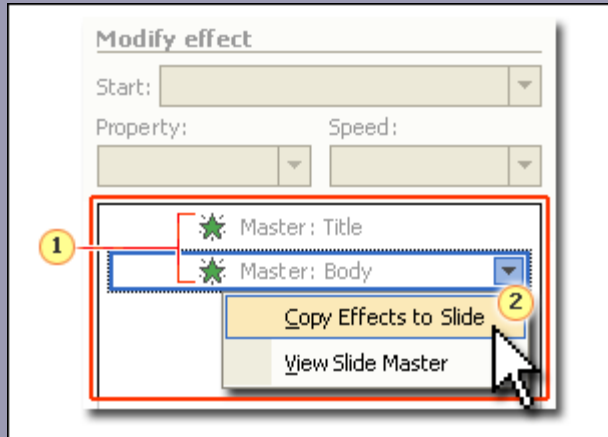 Modify effect
Start:
Property: Speed:
1
Master: Title
Master: Body
2
Copy Effects to Slide
View Slide Master